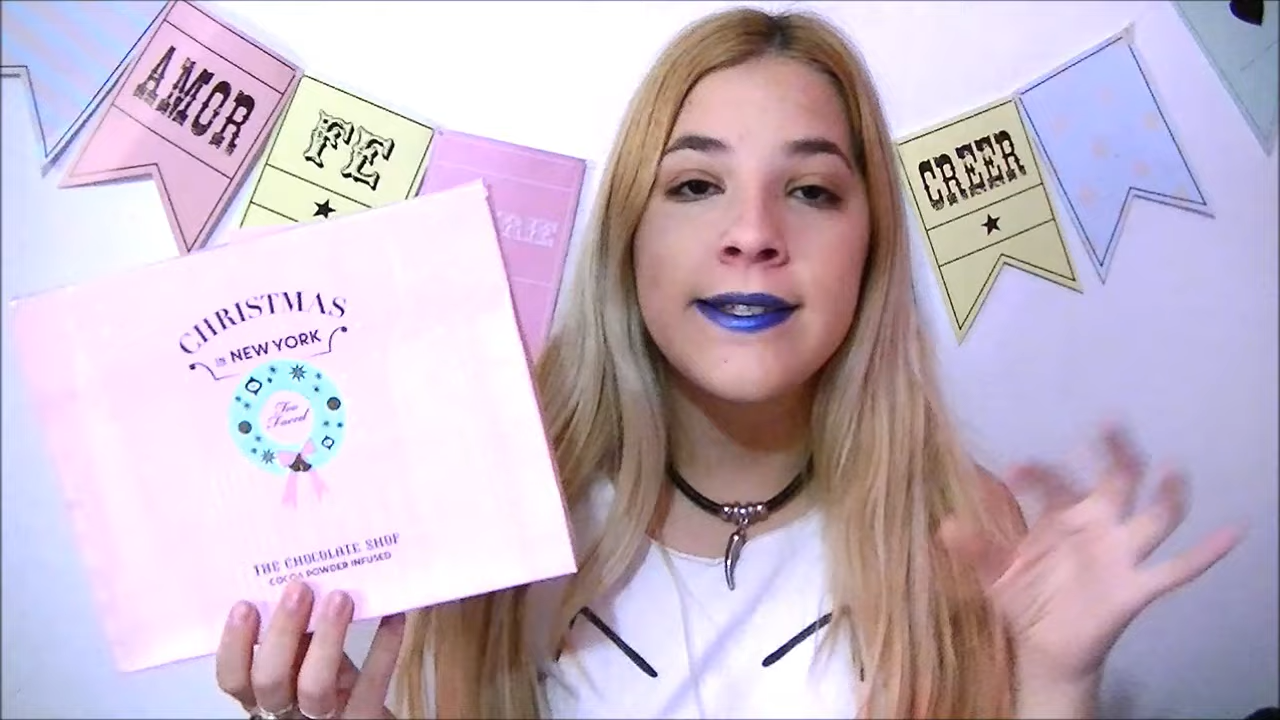 AMOR
FE
CREER
CHRISTMAS
IN NEW YORK
Too
Faced
THE CHOCOLATE SHOP
COCOA POWDER INFUSED